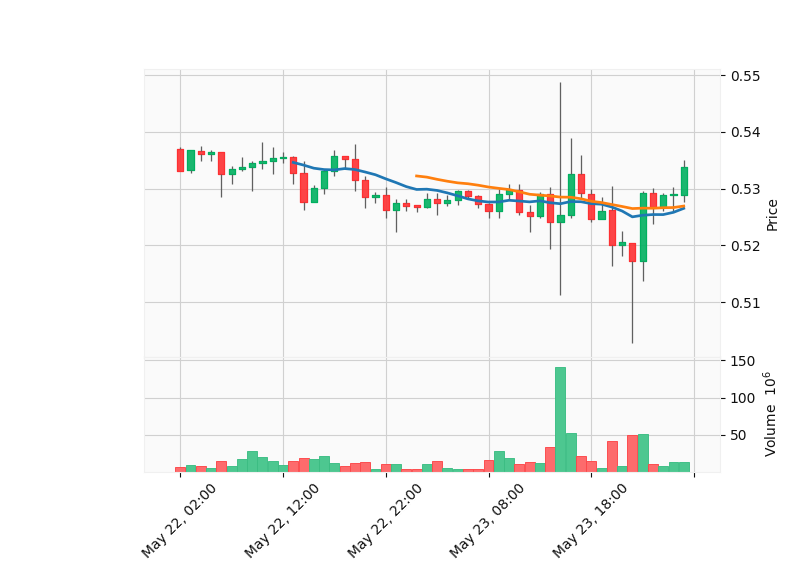 0.55
0.54
0.53
0.52
0.51
Price
150
100
50
Volume 10^6
May 22, 02:00
May 22, 12:00
May 22, 22:00
May 23, 08:00
May 23, 18:00